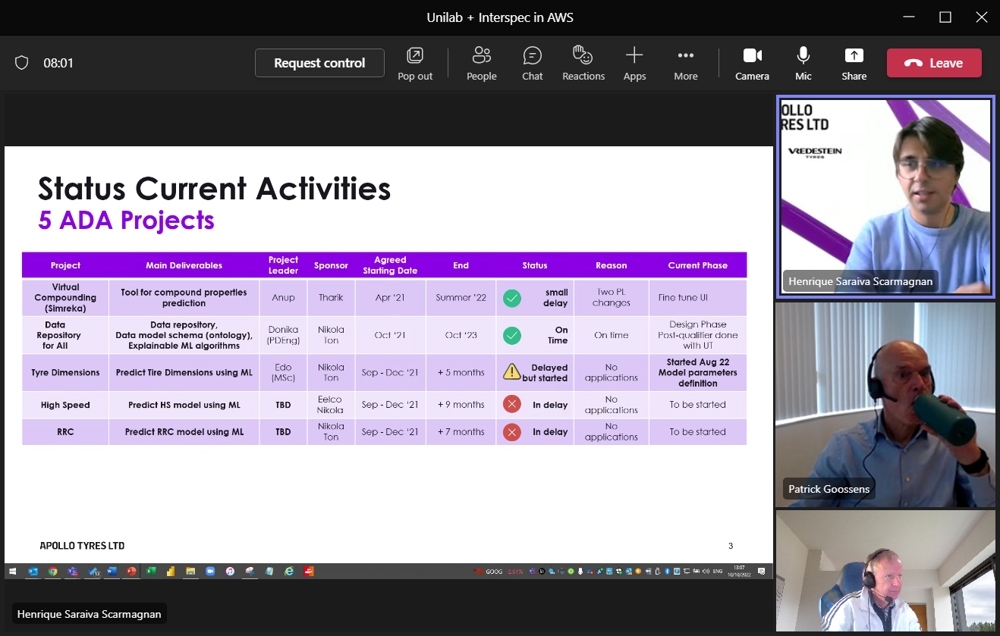 Unilab + Interspec in AWS
08:01
Request control
Pop out
People
Chat
Reactions
Apps
More
Camera
Mic
Share
Leave
Status Current Activities
5 ADA Projects
Project
Main Deliverables
Project
Leader
Sponsor
Agreed
Starting Date
End
Status
Reason
Current Phase
Virtual
Compounding
(Simreka)
Tool for compound properties
prediction
Anup
Tharik
Apr ‘21
Summer ’22
small
delay
Two PL
changes
Fine tune UI
Data
Repository
for All
Data repository,
Data model schema (ontology),
Explainable ML algorithms
Donika
(PDEng)
Nikola
Ton
Oct ‘21
Oct ‘23
On
Time
On time
Design Phase
Post-qualifier done
with UT
Tyre Dimensions
Predict Tire Dimensions using ML
Edo
(MSc)
Nikola
Ton
Sep - Dec ‘21
+ 5 months
Delayed
but started
No
applications
Started Aug 22
Model parameters
definition
High Speed
Predict HS model using ML
TBD
Eelco
Nikola
Sep - Dec ‘21
+ 9 months
In delay
No
applications
To be started
RRC
Predict RRC model using ML
TBD
Nikola
Ton
Sep - Dec ‘21
+ 7 months
In delay
No
applications
To be started
APOLLO TYRES LTD
3
GOOG -2.61%
ENG
13:07
10/10/2022
Henrique Saraiva Scarmagnan
OLLO
RES LTD
VREDESTEIN
TYRES
Henrique Saraiva Scarmagnan
Patrick Goossens